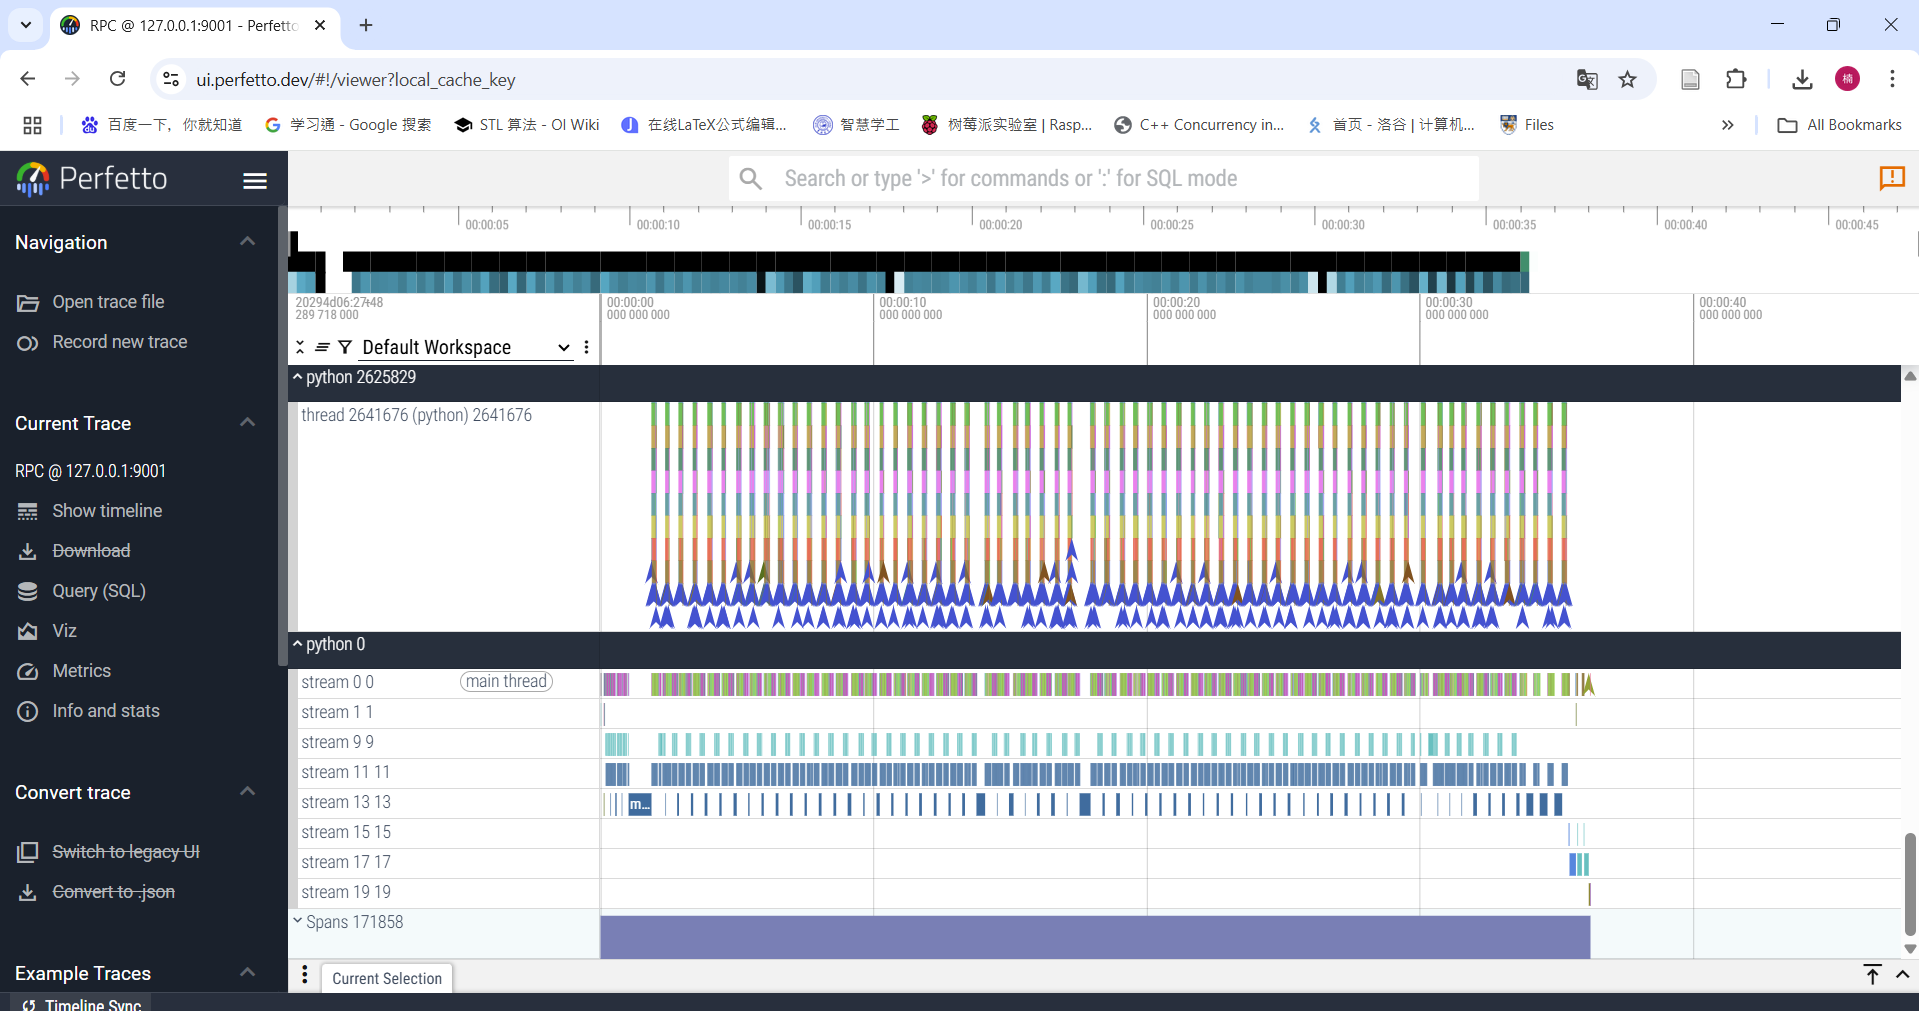 RPC @ 127.0.0.1:9001 - Perfetto
ui.perfetto.dev/#!/viewer?local_cache_key
楠
百度一下，你就知道
学习通 - Google 搜索
STL 算法 - OI Wiki
在线LaTeX公式编辑...
智慧学工
树莓派实验室 | Rasp...
C++ Concurrency in...
首页 - 洛谷 | 计算机...
Files
All Bookmarks
Perfetto
Search or type '>' for commands or ':' for SQL mode
Navigation
Open trace file
Record new trace
Current Trace
RPC @ 127.0.0.1:9001
Show timeline
Download
Query (SQL)
Viz
Metrics
Info and stats
Convert trace
Switch to legacy UI
Convert to .json
Example Traces
Timeline Sync
00:00:05
00:00:10
00:00:15
00:00:20
00:00:25
00:00:30
00:00:35
00:00:40
00:00:45
20294d06:27:48
289 718 000
00:00:00
000 000 000
00:00:10
000 000 000
00:00:20
000 000 000
00:00:30
000 000 000
00:00:40
000 000 000
Default Workspace
python 2625829
thread 2641676 (python) 2641676
python 0
stream 0 0
main thread
stream 1 1
stream 9 9
stream 11 11
stream 13 13
m...
stream 15 15
stream 17 17
stream 19 19
Spans 171858
Current Selection